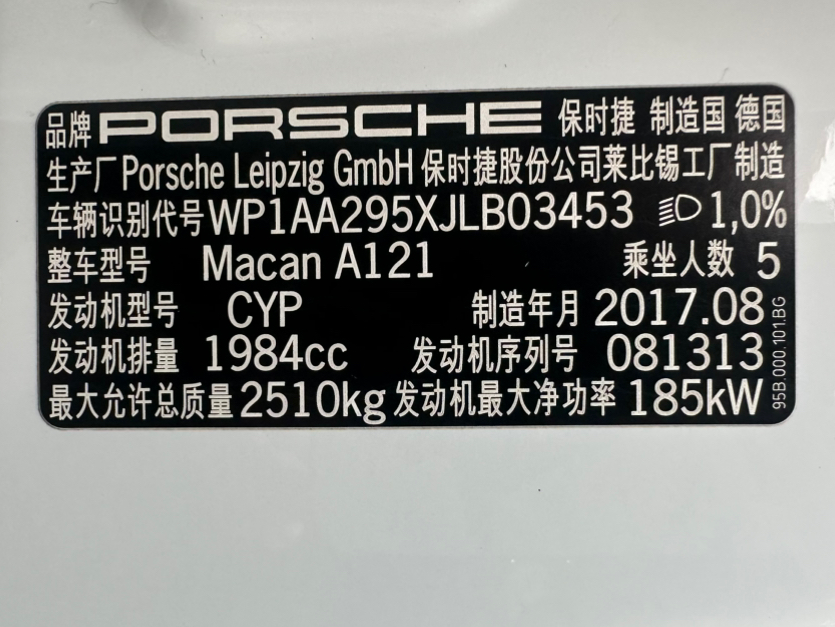 品牌 PORSCHE 保时捷 制造国 德国
生产厂 Porsche Leipzig GmbH 保时捷股份公司莱比锡工厂制造
车辆识别代号 WP1AA295XJLB03453 1,0%
整车型号 Macan A121 乘坐人数 5
发动机型号 CYP 制造年月 2017.08
发动机排量 1984cc 发动机序列号 081313
最大允许总质量 2510kg 发动机最大净功率 185kW
95B.000.101.BG